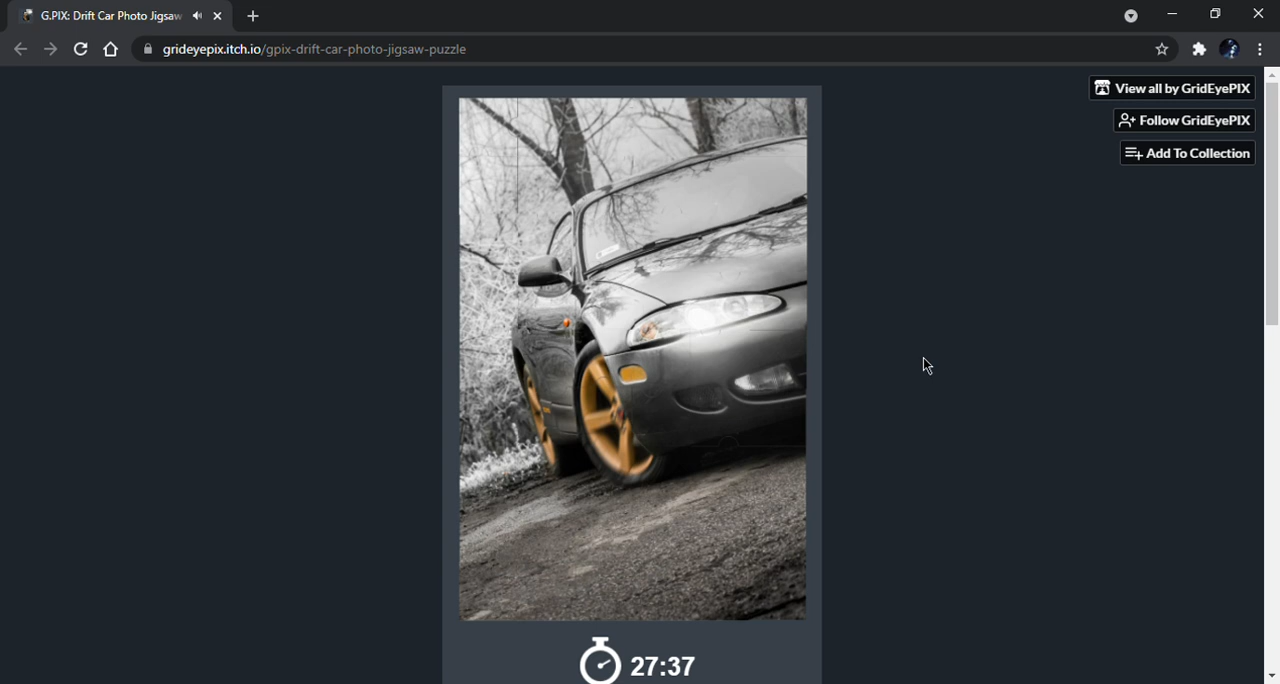 G.PIX: Drift Car Photo Jigsaw
grideyepix.itch.io/gpix-drift-car-photo-jigsaw-puzzle
View all by GridEyePIX
Follow GridEyePIX
Add To Collection
27:37